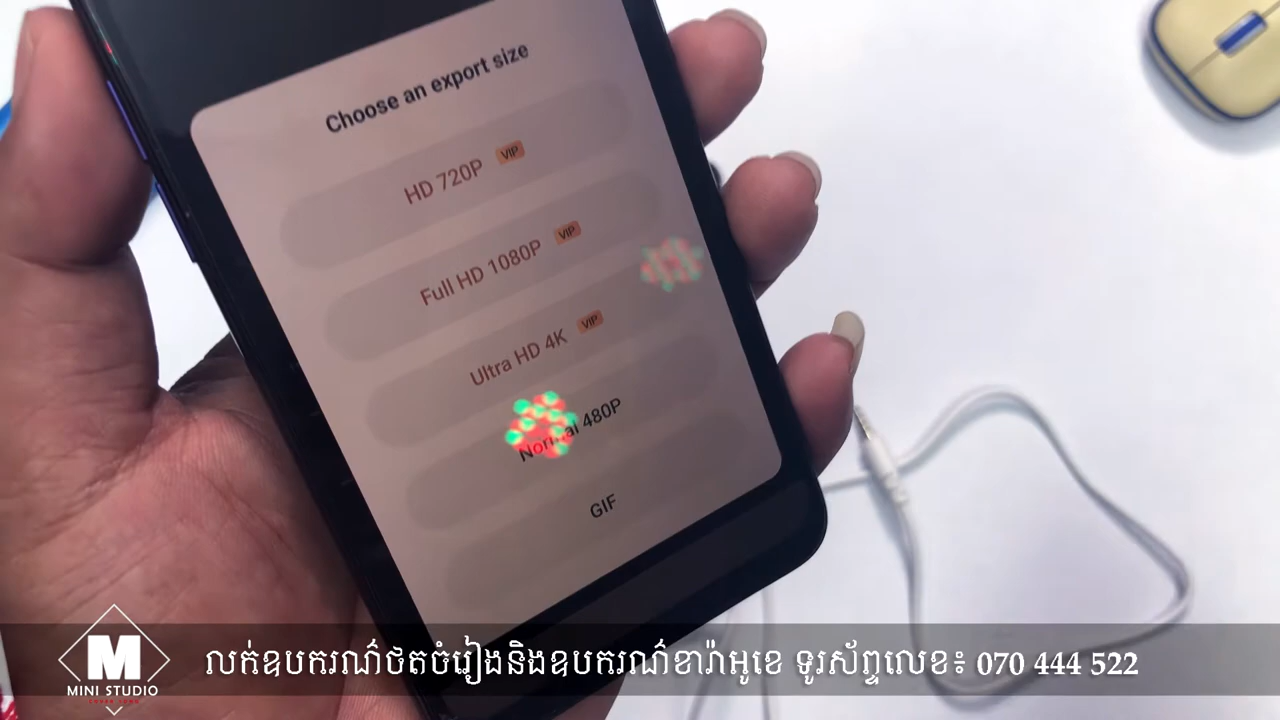 Choose an export size
HD 720P VIP
Full HD 1080P VIP
Ultra HD 4K VIP
Normal 480P
GIF
M
MINI STUDIO
លក់ឧបករណ៍ថតចំរៀងនិងឧបករណ៍ខារ៉ាអូខេ ទូរស័ព្ទលេខ៖ 070 444 522